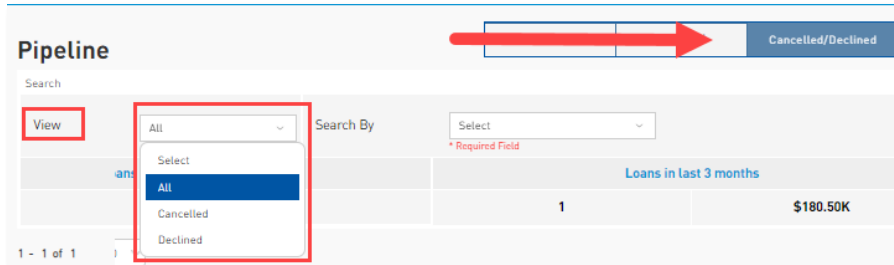 Cancelled/Declined
Pipeline
Search
View
All
Search By
Select
* Required Field
Select
All
Cancelled
Declined
Loans in last 3 months
1
$180.50K
1 - 1 of 1